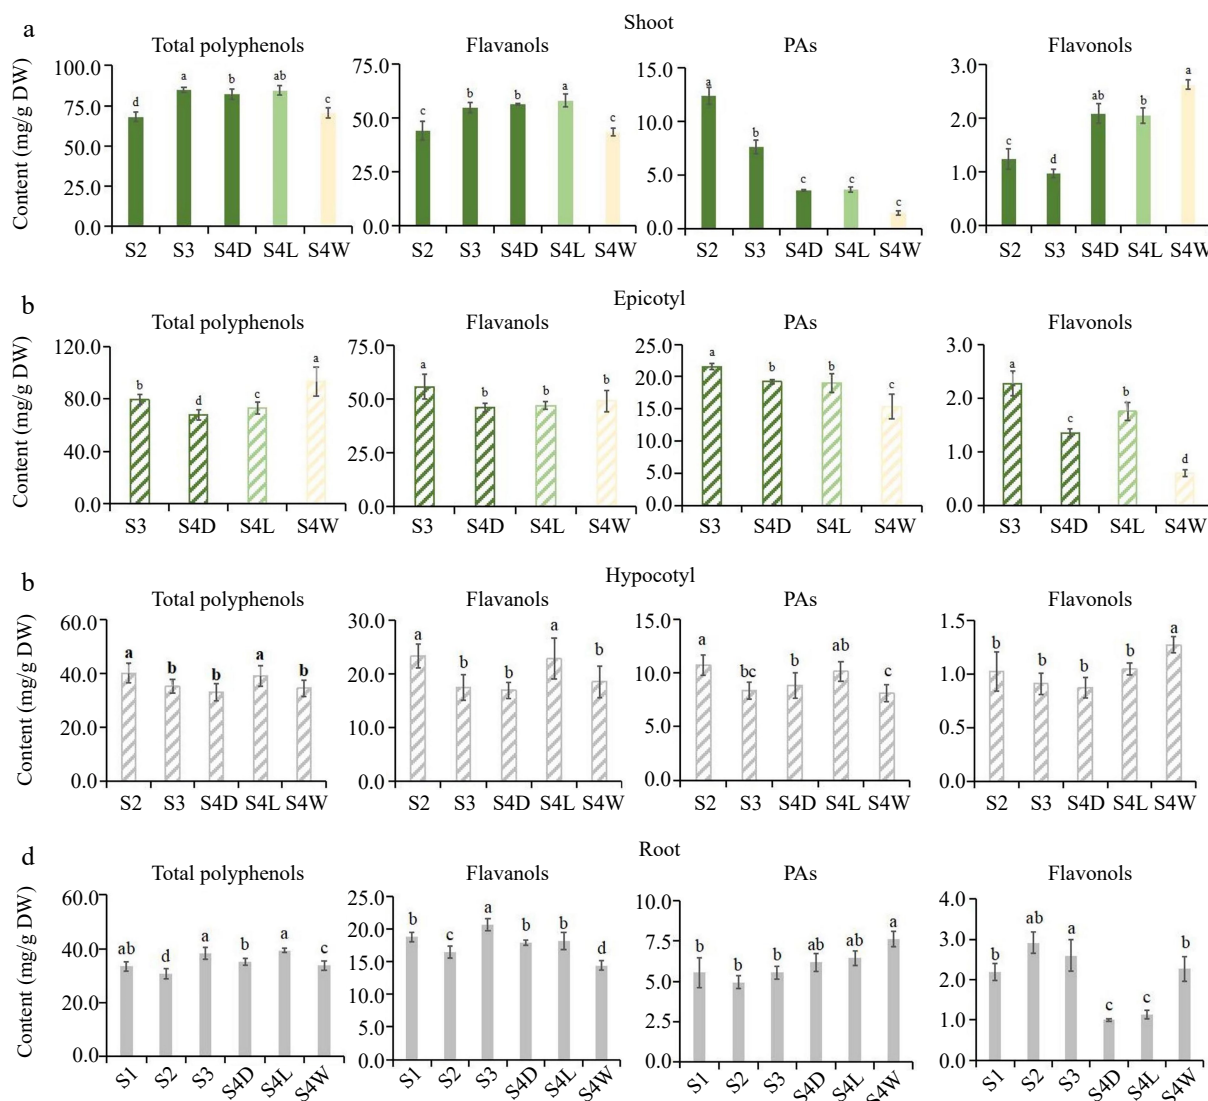 a
Shoot
Total polyphenols
Flavanols
PAs
Flavonols
Content (mg/g DW)
100.0
75.0
50.0
25.0
0.0
d
a
b
ab
c
S2
S3
S4D
S4L
S4W
75.0
50.0
25.0
0.0
c
b
b
a
c
S2
S3
S4D
S4L
S4W
15.0
10.0
5.0
0.0
a
b
c
c
c
S2
S3
S4D
S4L
S4W
3.0
2.0
1.0
0.0
c
d
ab
b
a
S2
S3
S4D
S4L
S4W
b
Epicotyl
Total polyphenols
Flavanols
PAs
Flavonols
Content (mg/g DW)
120.0
80.0
40.0
0.0
b
d
c
a
S3
S4D
S4L
S4W
75.0
50.0
25.0
0.0
a
b
b
b
S3
S4D
S4L
S4W
25.0
20.0
15.0
10.0
5.0
0.0
a
b
b
c
S3
S4D
S4L
S4W
3.0
2.0
1.0
0.0
a
c
b
d
S3
S4D
S4L
S4W
b
Hypocotyl
Total polyphenols
Flavanols
PAs
Flavonols
Content (mg/g DW)
60.0
40.0
20.0
0.0
a
b
b
a
b
S2
S3
S4D
S4L
S4W
30.0
20.0
10.0
0.0
a
b
b
a
b
S2
S3
S4D
S4L
S4W
15.0
10.0
5.0
0.0
a
bc
b
ab
c
S2
S3
S4D
S4L
S4W
1.5
1.0
0.5
0.0
b
b
b
b
a
S2
S3
S4D
S4L
S4W
d
Root
Total polyphenols
Flavanols
PAs
Flavonols
Content (mg/g DW)
60.0
40.0
20.0
0.0
ab
d
a
b
a
c
S1
S2
S3
S4D
S4L
S4W
25.0
20.0
15.0
10.0
5.0
0.0
b
c
a
b
b
d
S1
S2
S3
S4D
S4L
S4W
10.0
7.5
5.0
2.5
0.0
b
b
b
ab
ab
a
S1
S2
S3
S4D
S4L
S4W
4.0
3.0
2.0
1.0
0.0
b
ab
a
c
c
b
S1
S2
S3
S4D
S4L
S4W